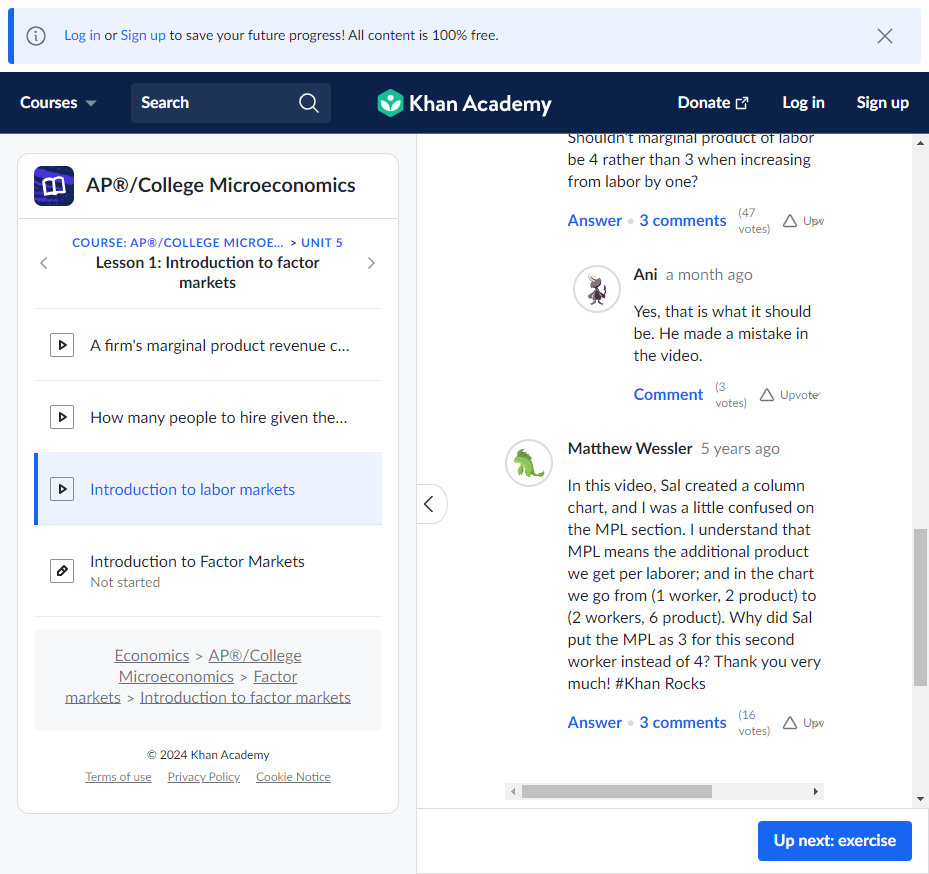 Log in or Sign up to save your future progress! All content is 100% free.
Courses
Search
Khan Academy
Donate
Log in
Sign up
AP®/College Microeconomics
COURSE: AP®/COLLEGE MICROE... > UNIT 5
Lesson 1: Introduction to factor
markets
A firm's marginal product revenue c...
How many people to hire given the...
Introduction to labor markets
Introduction to Factor Markets
Not started
Economics > AP®/College
Microeconomics > Factor
markets > Introduction to factor markets
© 2024 Khan Academy
Terms of use Privacy Policy Cookie Notice
Shouldn't marginal product of labor
be 4 rather than 3 when increasing
from labor by one?
Answer • 3 comments (47
votes) Upv
Ani a month ago
Yes, that is what it should
be. He made a mistake in
the video.
Comment (3
votes) Upvote
Matthew Wessler 5 years ago
In this video, Sal created a column
chart, and I was a little confused on
the MPL section. I understand that
MPL means the additional product
we get per laborer; and in the chart
we go from (1 worker, 2 product) to
(2 workers, 6 product). Why did Sal
put the MPL as 3 for this second
worker instead of 4? Thank you very
much! #Khan Rocks
Answer • 3 comments (16
votes) Upv
Up next: exercise